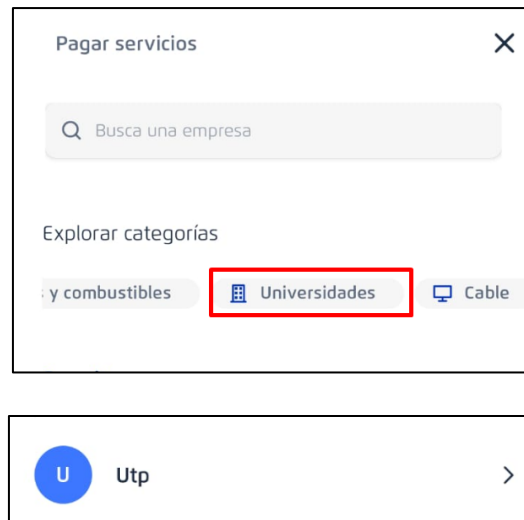 Pagar servicios
Busca una empresa
Explorar categorías
y combustibles Universidades Cable
U Utp